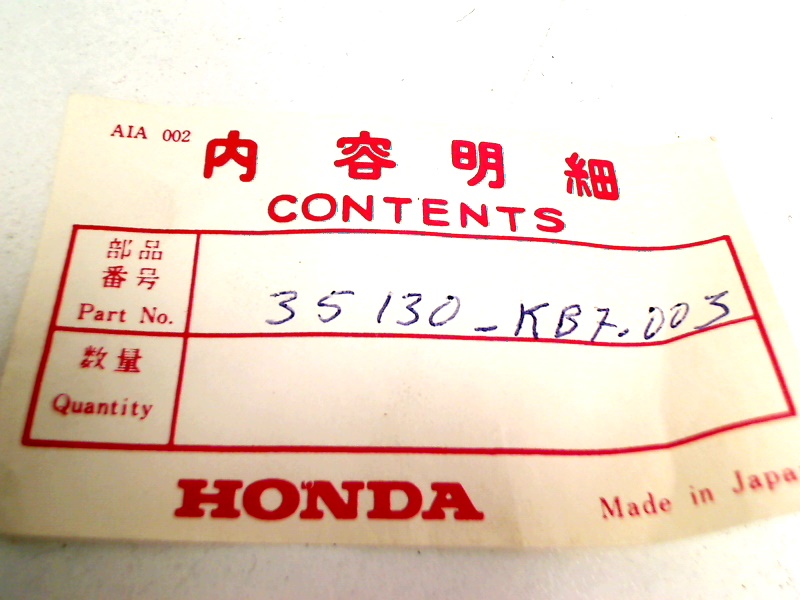 AIA 002
内容明細
CONTENTS
部品
番号
Part No.
35130-KB7.003
数量
Quantity
HONDA
Made in Japa